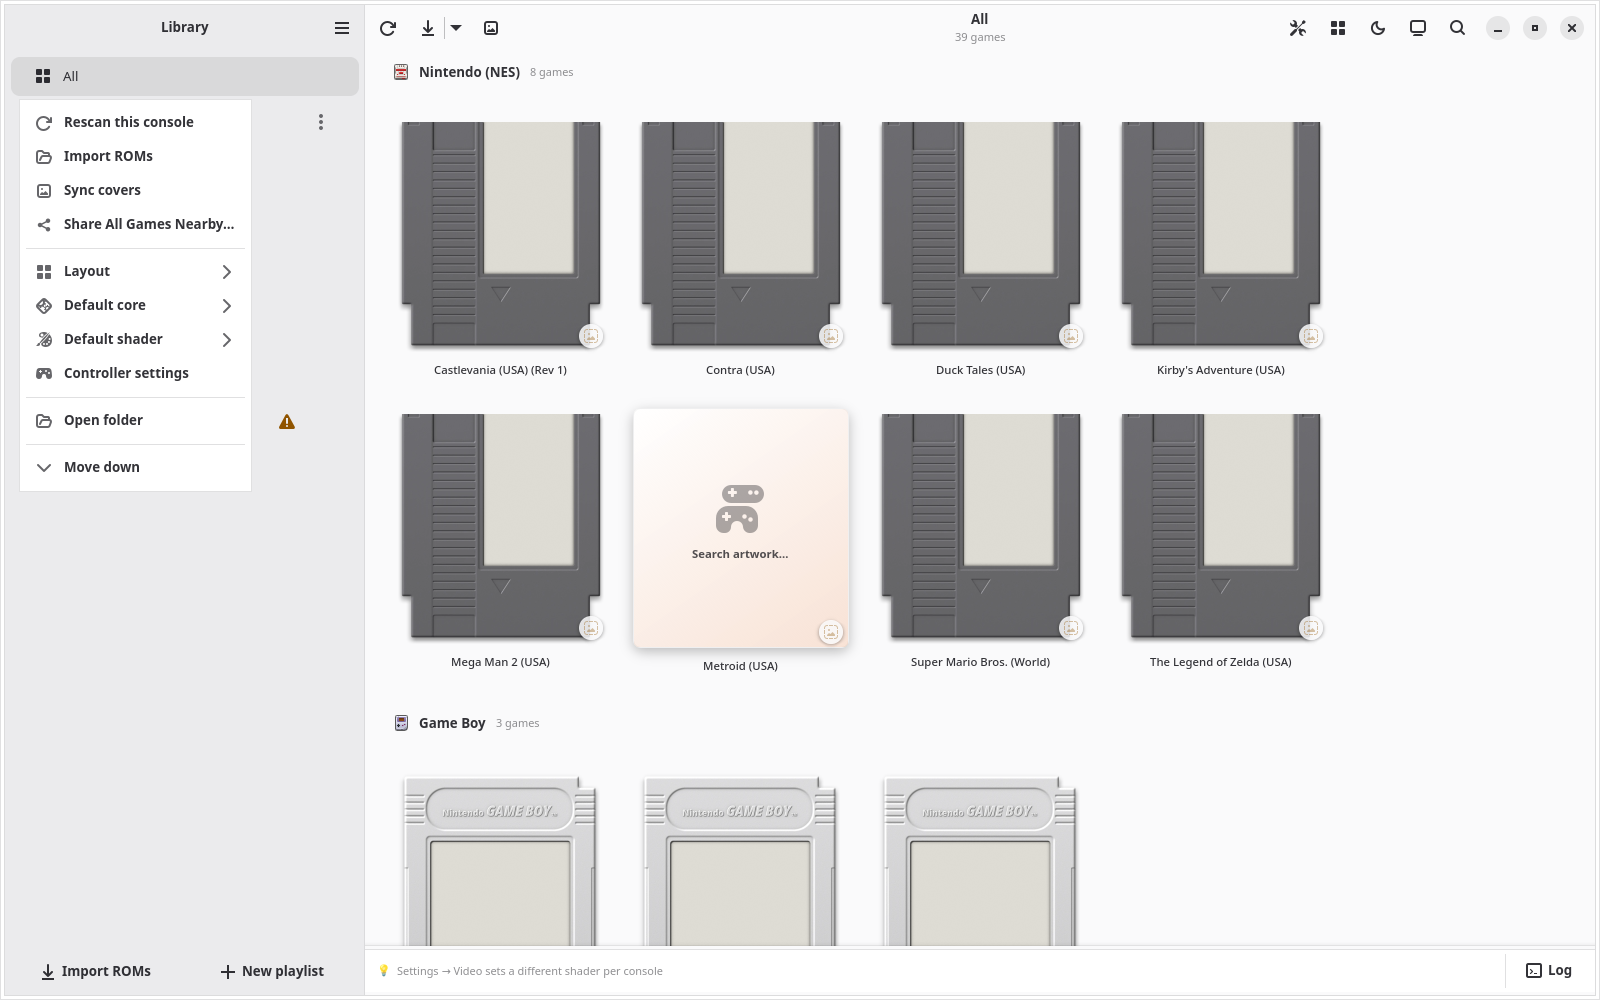 Library
All
39 games
All
Rescan this console
Import ROMs
Sync covers
Share All Games Nearby...
Layout
Default core
Default shader
Controller settings
Open folder
Move down
Import ROMs
New playlist
Nintendo (NES) 8 games
Castlevania (USA) (Rev 1)
Contra (USA)
Duck Tales (USA)
Kirby's Adventure (USA)
Search artwork...
Mega Man 2 (USA)
Metroid (USA)
Super Mario Bros. (World)
The Legend of Zelda (USA)
Game Boy 3 games
Nintendo GAME BOY™
Nintendo GAME BOY™
Nintendo GAME BOY™
Settings → Video sets a different shader per console
Log